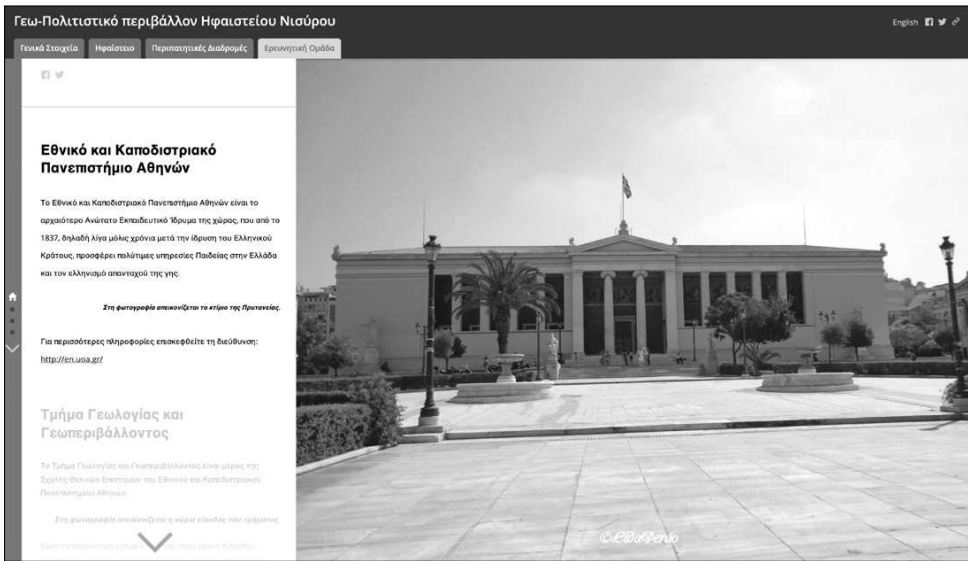 Γεω-Πολιτιστικό περιβάλλον Ηφαιστείου Νισύρου
English
Γενικά Στοιχεία
Ηφαίστειο
Περιπατητικές Διαδρομές
Ερευνητική Ομάδα
Εθνικό και Καποδιστριακό
Πανεπιστήμιο Αθηνών
Το Εθνικό και Καποδιστριακό Πανεπιστήμιο Αθηνών είναι το
αρχαιότερο Ανώτατο Εκπαιδευτικό Ίδρυμα της χώρας, που από το
1837, δηλαδή λίγα μόλις χρόνια μετά την ίδρυση του Ελληνικού
Κράτους, προσφέρει πολύτιμες υπηρεσίες Παιδείας στην Ελλάδα
και τον ελληνισμό απανταχού της γης.
Στη φωτογραφία απεικονίζεται το κτίριο της Πρυτανείας.
Για περισσότερες πληροφορίες επισκεφθείτε τη διεύθυνση:
http://en.uoa.gr/
Τμήμα Γεωλογίας και
Γεωπεριβάλλοντος
Το Τμήμα Γεωλογίας και Γεωπεριβάλλοντος είναι μέρος της
Σχολής Θετικών Επιστημών του Εθνικού και Καποδιστριακού
Πανεπιστημίου Αθηνών.
Στη φωτογραφία απεικονίζεται η κύρια είσοδος του τμήματος.